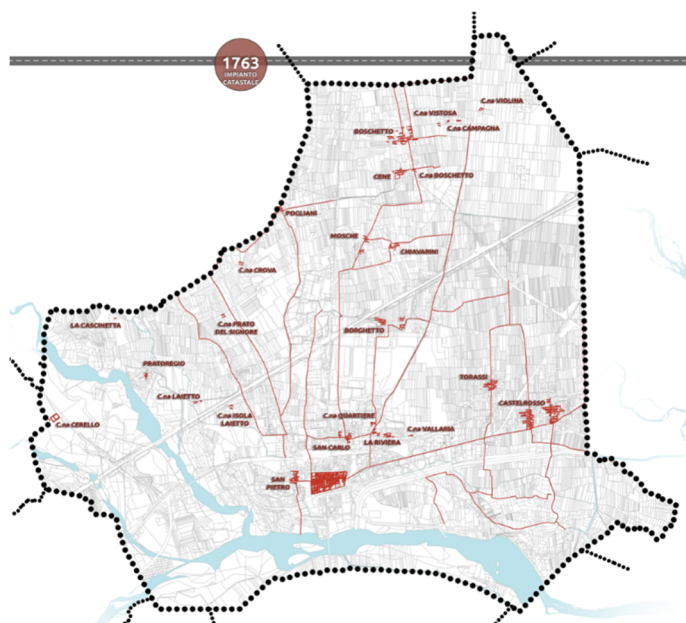 1763
IMPIANTO
CATASTALE
C.na VIOLINA
C.na VISTOSA
BOSCHETTO
C.na CAMPAGNA
CENE
C.na BOSCHETTO
POGLIANI
MOSCHE
CHIAVARINI
C.na CROVA
LA CASCINETTA
C.na PRATO
DEL SIGNORE
BORGHETTO
PRATOREGIO
TORASSI
C.na LAIETTO
CASTELROSSO
C.na ISOLA
LAIETTO
C.na QUARTIERE
C.na CERELLO
C.na VALLARIA
SAN CARLO
LA RIVIERA
SAN
PIETRO